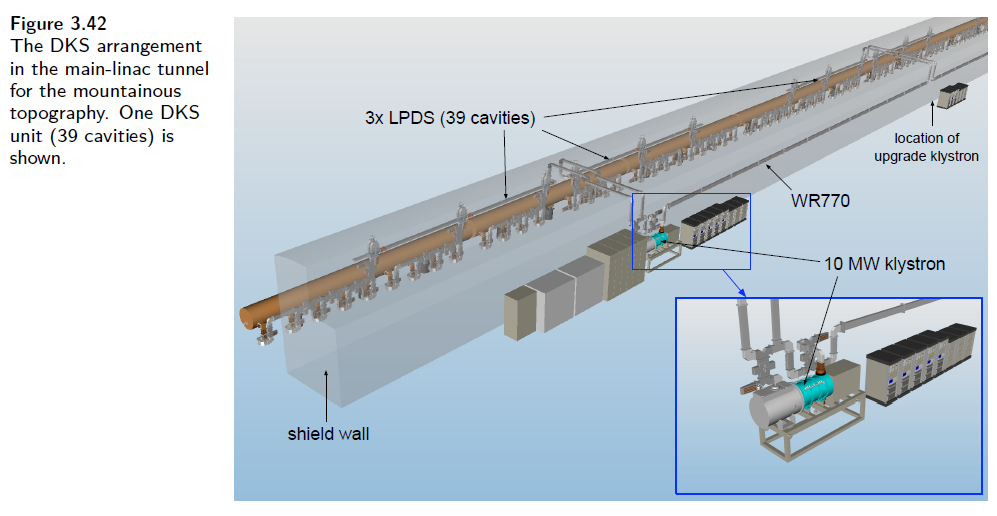 Figure 3.42
The DKS arrangement
in the main-linac tunnel
for the mountainous
topography. One DKS
unit (39 cavities) is
shown.
3x LPDS (39 cavities)
location of
upgrade klystron
WR770
10 MW klystron
shield wall